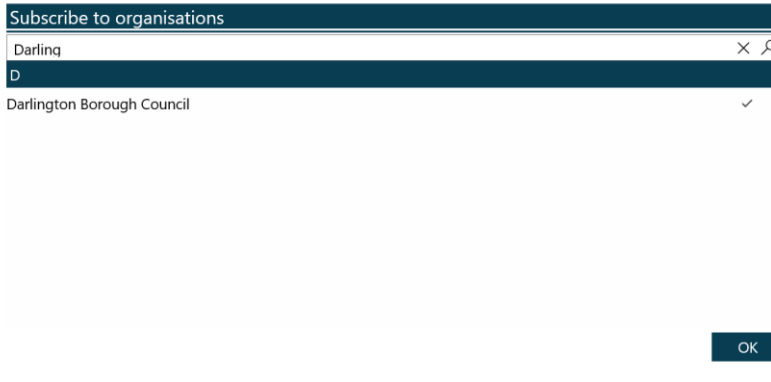 Subscribe to organisations
Darling
D
Darlington Borough Council
OK